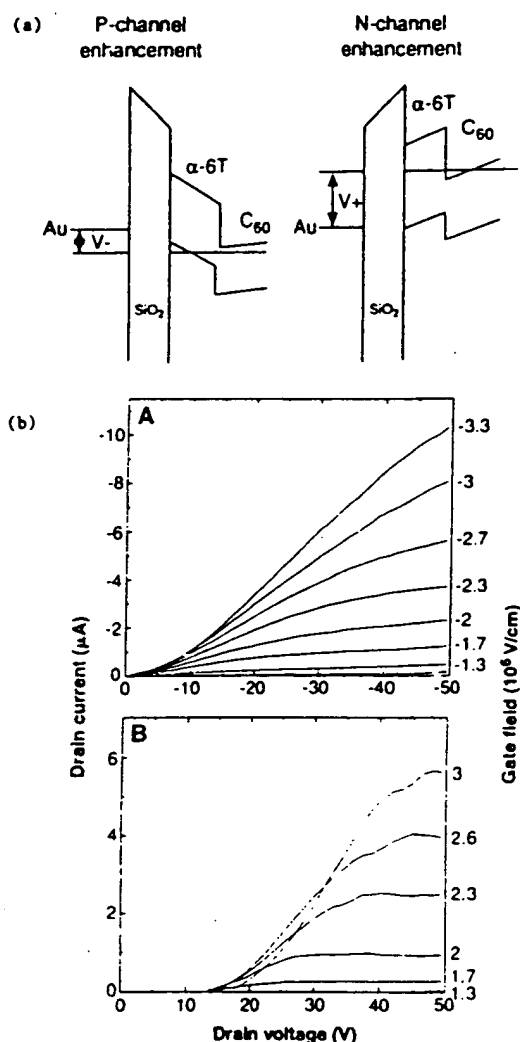 (a)
P-channel
enhancement
N-channel
enhancement
α-6T
C60
Au
V-
SiO2
α-6T
C60
V+
Au
SiO2
(b)
A
-10
-8
-6
-4
-2
0
0
-10
-20
-30
-40
-50
-3.3
-3
-2.7
-2.3
-2
-1.7
-1.3
Drain current (μA)
Gate field (10⁶ V/cm)
B
6
4
2
0
0
10
20
30
40
50
3
2.6
2.3
2
1.7
1.3
Drain voltage (V)